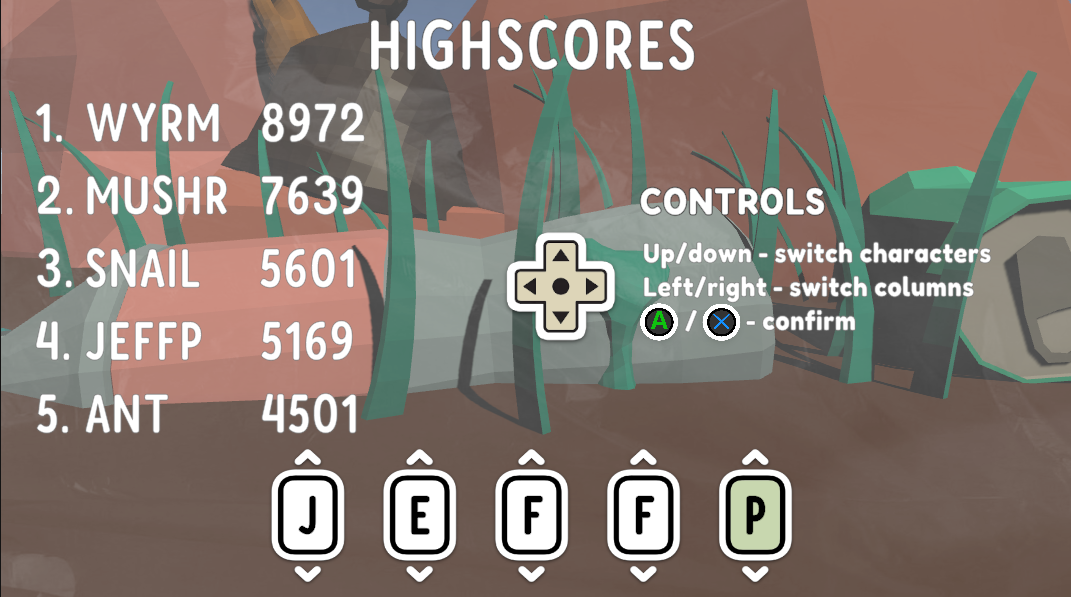 HIGHSCORES
1. WYRM 8972
2. MUSHR 7639
3. SNAIL 5601
4. JEFFP 5169
5. ANT 4501
CONTROLS
Up/down - switch characters
Left/right - switch columns
A / X - confirm
J E F F P